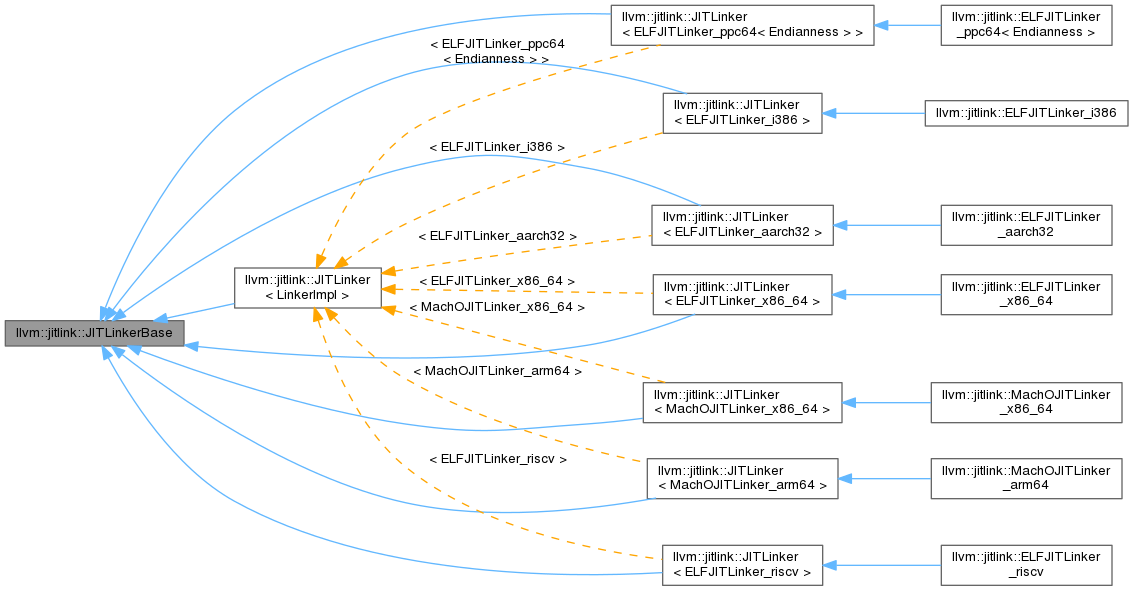 llvm::jitlink::JITLinker
< ELFJITLinker_ppc64< Endianness > >
llvm::jitlink::ELFJITLinker
_ppc64< Endianness >
< ELFJITLinker_ppc64
< Endianness > >
llvm::jitlink::JITLinker
< ELFJITLinker_i386 >
llvm::jitlink::ELFJITLinker_i386
< ELFJITLinker_i386 >
llvm::jitlink::JITLinker
< ELFJITLinker_aarch32 >
llvm::jitlink::ELFJITLinker
_aarch32
< ELFJITLinker_aarch32 >
llvm::jitlink::JITLinker
< LinkerImpl >
< ELFJITLinker_x86_64 >
llvm::jitlink::JITLinker
< ELFJITLinker_x86_64 >
llvm::jitlink::ELFJITLinker
_x86_64
< MachOJITLinker_x86_64 >
llvm::jitlink::JITLinkerBase
< MachOJITLinker_arm64 >
llvm::jitlink::JITLinker
< MachOJITLinker_x86_64 >
llvm::jitlink::MachOJITLinker
_x86_64
< ELFJITLinker_riscv >
llvm::jitlink::JITLinker
< MachOJITLinker_arm64 >
llvm::jitlink::MachOJITLinker
_arm64
llvm::jitlink::JITLinker
< ELFJITLinker_riscv >
llvm::jitlink::ELFJITLinker
_riscv